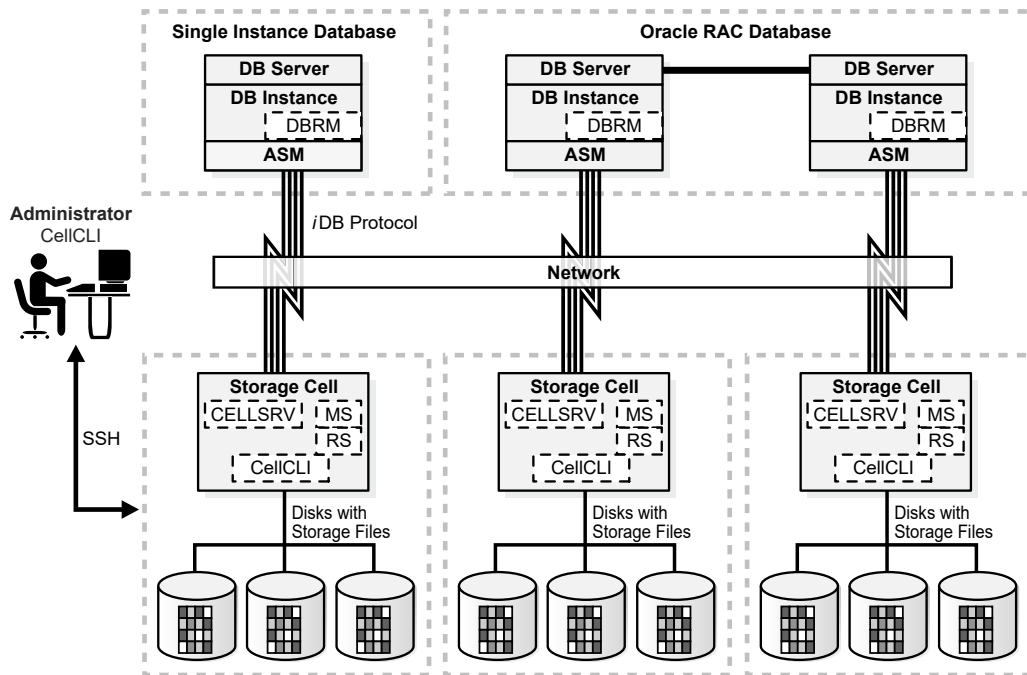 Single Instance Database
Oracle RAC Database
DB Server
DB Instance
DBRM
ASM
DB Server
DB Instance
DBRM
ASM
DB Server
DB Instance
DBRM
ASM
iDB Protocol
Administrator
CellCLI
Network
SSH
Storage Cell
CELLSRV
MS
RS
CellCLI
Disks with
Storage Files
Storage Cell
CELLSRV
MS
RS
CellCLI
Disks with
Storage Files
Storage Cell
CELLSRV
MS
RS
CellCLI
Disks with
Storage Files